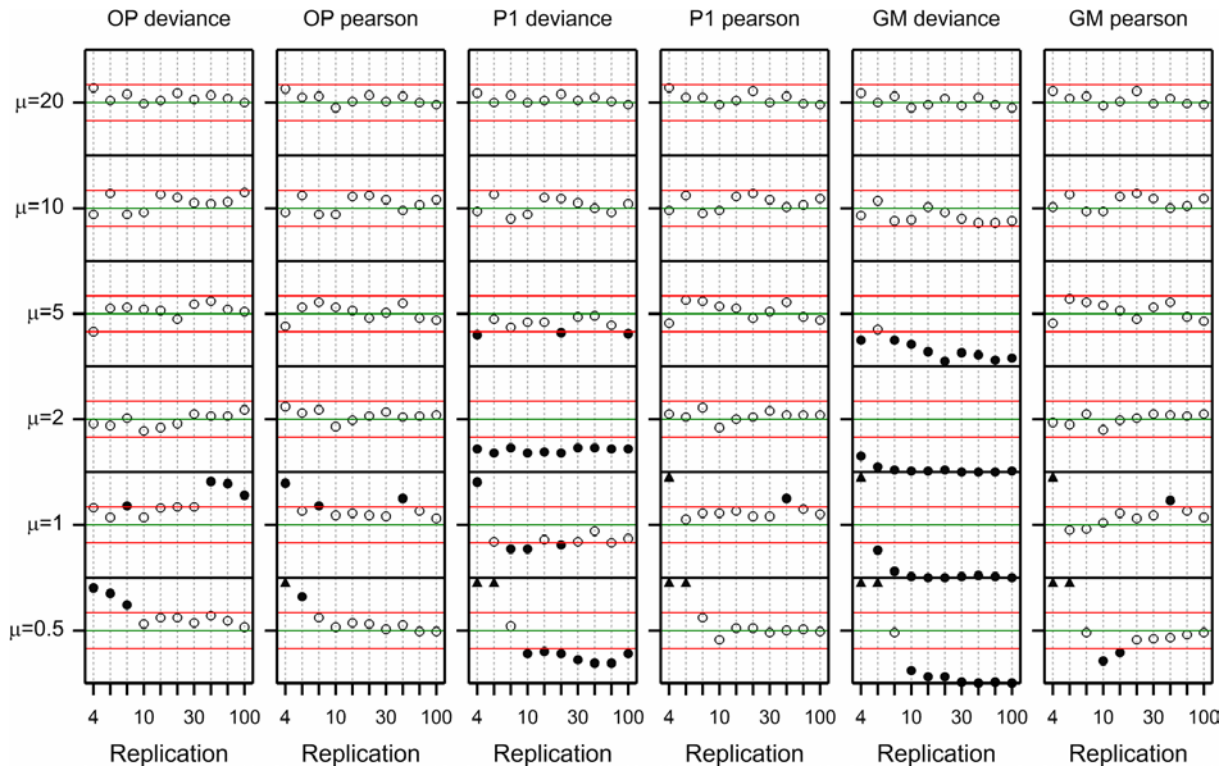 OP deviance OP pearson P1 deviance P1 pearson GM deviance GM pearson
μ=20
μ=10
μ=5
μ=2
μ=1
μ=0.5
4 10 30 100 4 10 30 100 4 10 30 100 4 10 30 100 4 10 30 100 4 10 30 100
Replication Replication Replication Replication Replication Replication